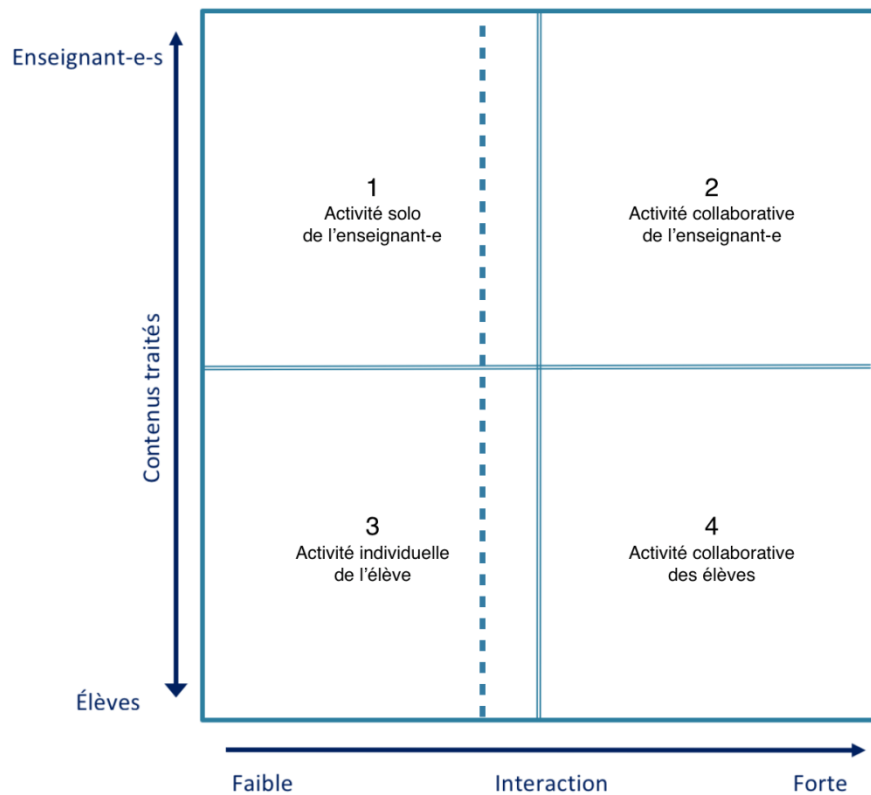 Enseignant-e-s
1
Activité solo
de l'enseignant-e
2
Activité collaborative
de l'enseignant-e
Contenus traités
3
Activité individuelle
de l'élève
4
Activité collaborative
des élèves
Élèves
Faible
Interaction
Forte